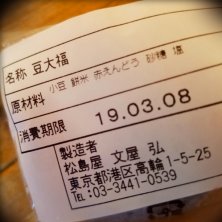 名称 豆大福
原材料 小豆 餅米 赤えんどう 砂糖 塩
消費期限 19.03.08
製造者
松島屋 文屋 弘
東京都港区高輪1-5-25
☎ 03-3441-0539